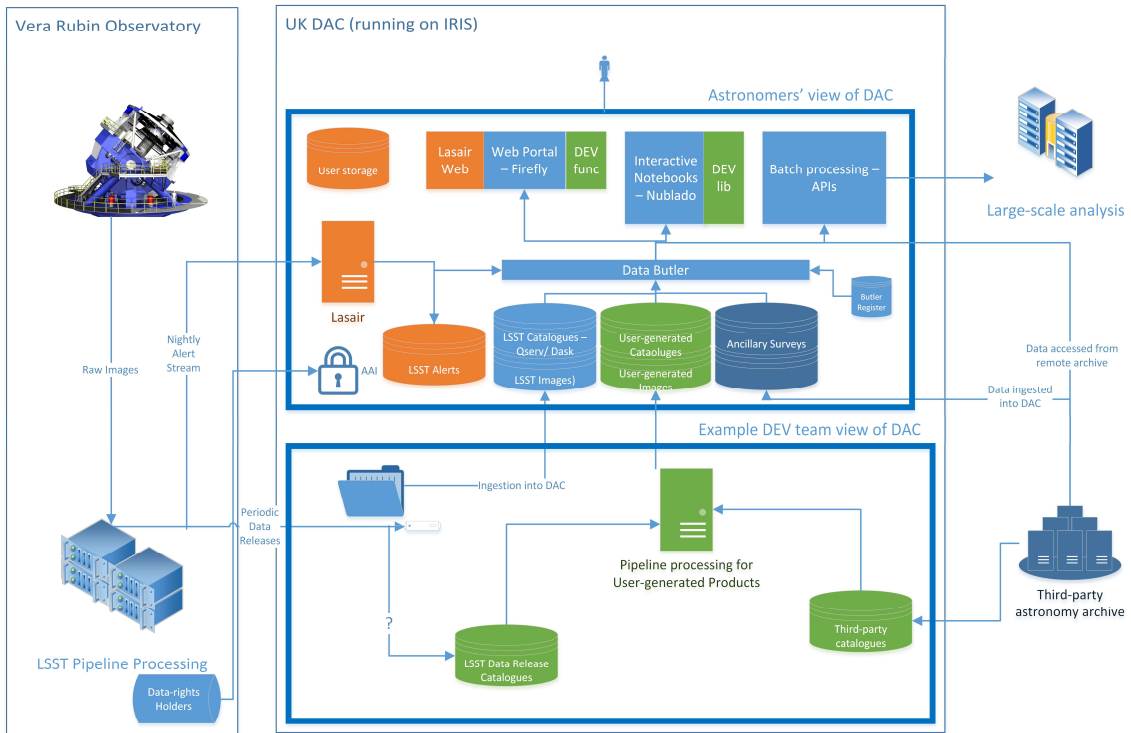 Vera Rubin Observatory
UK DAC (running on IRIS)
Astronomers' view of DAC
User storage
Lasair
Web
Web Portal
– Firefly
DEV
func
Interactive
Notebooks
– Nublado
DEV
lib
Batch processing –
APIs
Large-scale analysis
Data Butler
Butler
Register
Lasair
LSST Alerts
LSST Catalogues –
Qserv/ Dask
LSST Images)
User-generated
Cataoluges
User-generated
Images
Ancillary Surveys
AAI
Nightly
Alert
Stream
Raw Images
Data accessed from
remote archive
Data ingested
into DAC
Example DEV team view of DAC
Ingestion into DAC
Periodic
Data
Releases
Pipeline processing for
User-generated Products
?
LSST Data Release
Catalogues
Third-party
catalogues
Third-party
astronomy archive
LSST Pipeline Processing
Data-rights
Holders